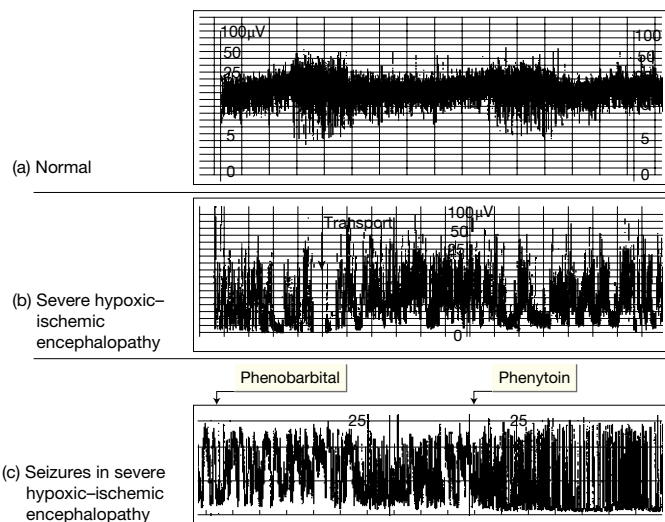 100µV
50
25
5
0
100
50
5
0
(a) Normal
Transport
100µV
50
25
0
(b) Severe hypoxic–
ischemic
encephalopathy
Phenobarbital
Phenytoin
25
25
(c) Seizures in severe
hypoxic–ischemic
encephalopathy